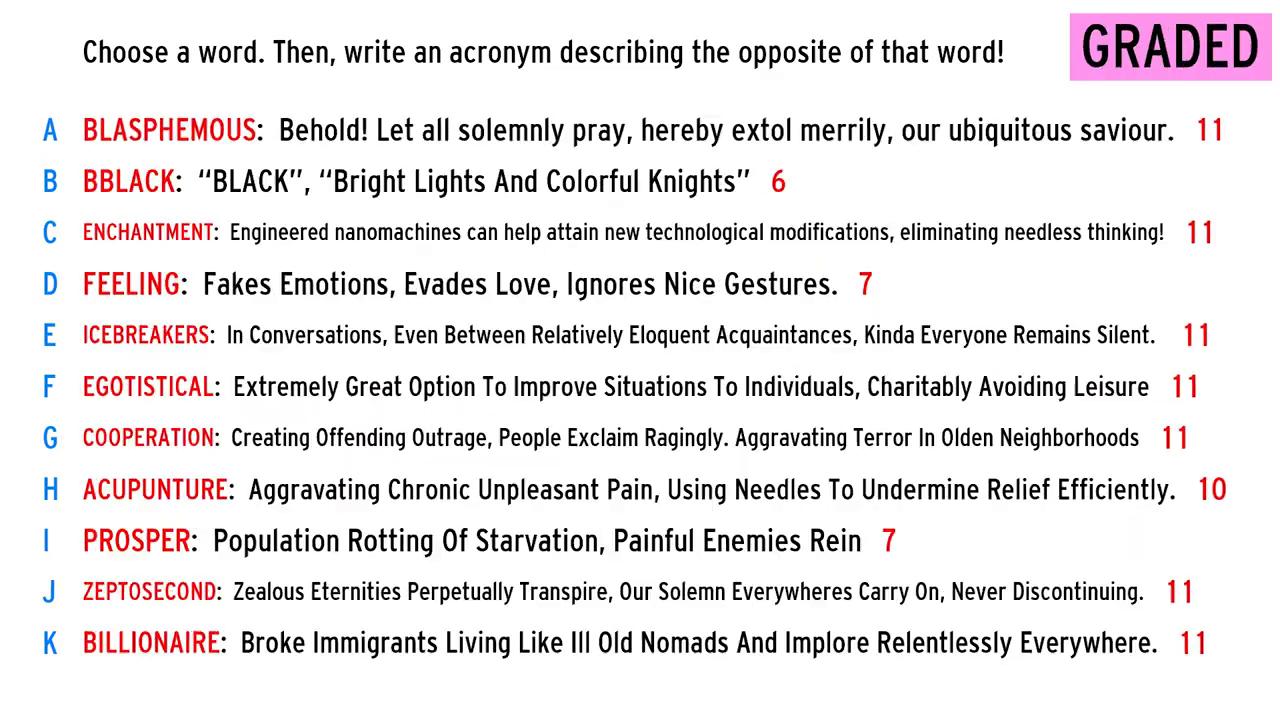 Choose a word. Then, write an acronym describing the opposite of that word!
GRADED
A BLASPHEMOUS: Behold! Let all solemnly pray, hereby extol merrily, our ubiquitous saviour. 11
B BBLACK: “BLACK”, “Bright Lights And Colorful Knights” 6
C ENCHANTMENT: Engineered nanomachines can help attain new technological modifications, eliminating needless thinking! 11
D FEELING: Fakes Emotions, Evades Love, Ignores Nice Gestures. 7
E ICEBREAKERS: In Conversations, Even Between Relatively Eloquent Acquaintances, Kinda Everyone Remains Silent. 11
F EGOTISTICAL: Extremely Great Option To Improve Situations To Individuals, Charitably Avoiding Leisure 11
G COOPERATION: Creating Offending Outrage, People Exclaim Ragingly. Aggravating Terror In Olden Neighborhoods 11
H ACUPUNTURE: Aggravating Chronic Unpleasant Pain, Using Needles To Undermine Relief Efficiently. 10
I PROSPER: Population Rotting Of Starvation, Painful Enemies Rein 7
J ZEPTOSECOND: Zealous Eternities Perpetually Transpire, Our Solemn Everywheres Carry On, Never Discontinuing. 11
K BILLIONAIRE: Broke Immigrants Living Like Ill Old Nomads And Implore Relentlessly Everywhere. 11